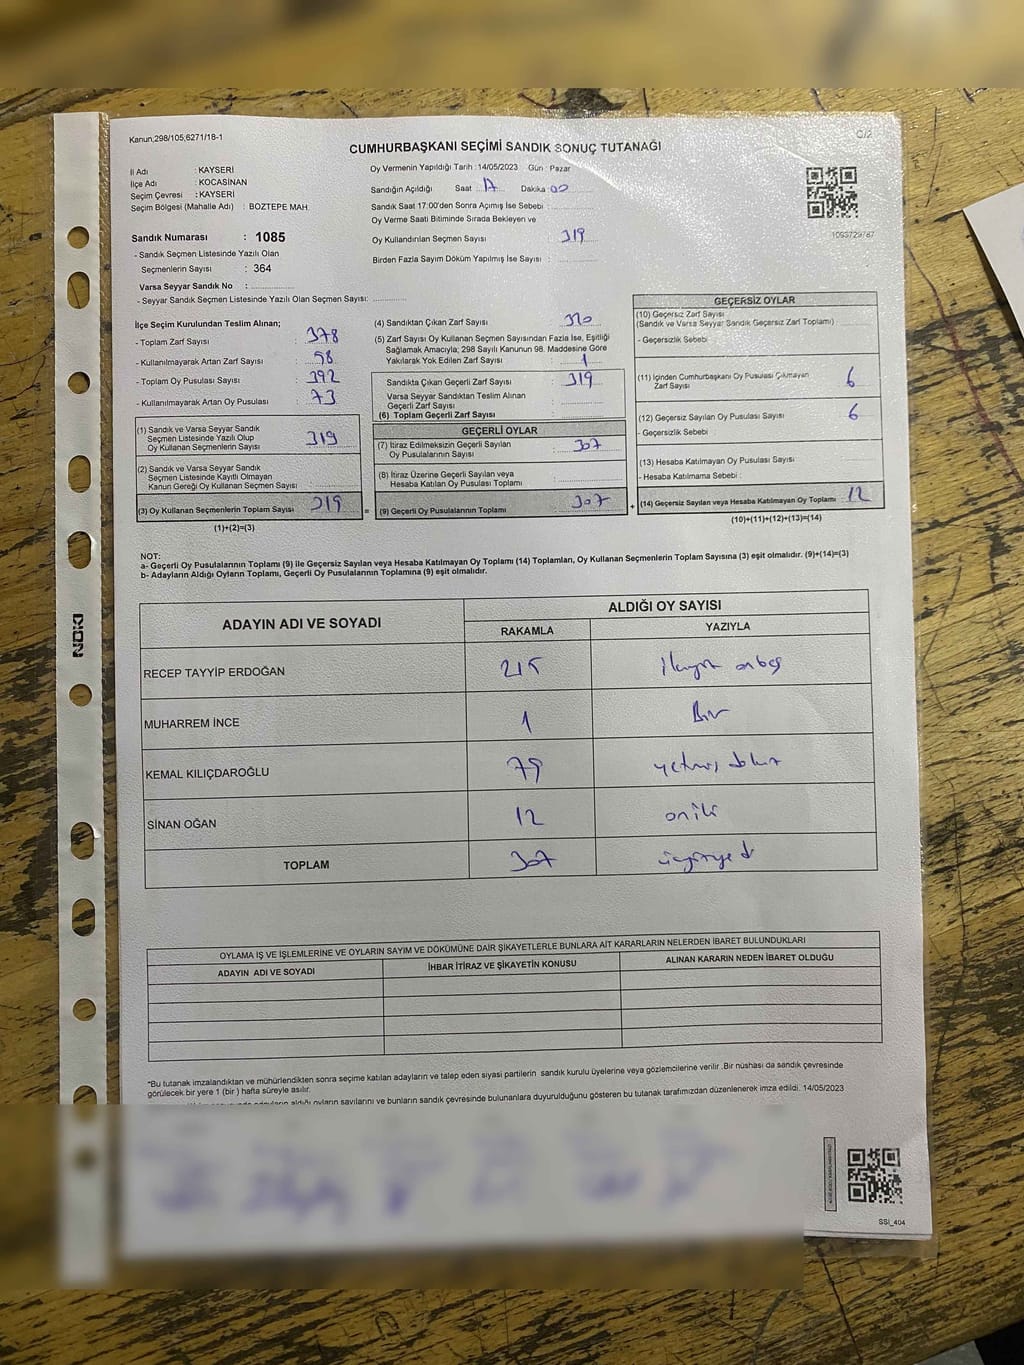 Kanun,298/105,6271/18-1
C/2
CUMHURBAŞKANI SEÇİMİ SANDIK SONUÇ TUTANAĞI
İl Adı : KAYSERİ
İlçe Adı : KOCASİNAN
Seçim Çevresi : KAYSERİ
Seçim Bölgesi (Mahalle Adı) : BOZTEPE MAH.
Oy Vermenin Yapıldığı Tarih : 14/05/2023 Gün : Pazar
Sandığın Açıldığı Saat 17 Dakika 00
Sandık Saat 17:00'den Sonra Açımış İse Sebebi :
Oy Verme Saati Bitiminde Sırada Bekleyen ve
Oy Kullandırılan Seçmen Sayısı 319
Birden Fazla Sayım Döküm Yapılmış İse Sayısı :
1093729787
Sandık Numarası : 1085
- Sandık Seçmen Listesinde Yazılı Olan
Seçmenlerin Sayısı : 364
Varsa Seyyar Sandık No :
- Seyyar Sandık Seçmen Listesinde Yazılı Olan Seçmen Sayısı:
İlçe Seçim Kurulundan Teslim Alınan;
- Toplam Zarf Sayısı : 378
- Kullanılmayarak Artan Zarf Sayısı : 58
- Toplam Oy Pusulası Sayısı : 392
- Kullanılmayarak Artan Oy Pusulası : 73
(1) Sandık ve Varsa Seyyar Sandık
Seçmen Listesinde Yazılı Olup
Oy Kullanan Seçmenlerin Sayısı : 319
(2) Sandık ve Varsa Seyyar Sandık
Seçmen Listesinde Kayıtlı Olmayan
Kanun Gereği Oy Kullanan Seçmen Sayısı :
(3) Oy Kullanan Seçmenlerin Toplam Sayısı 319
(1)+(2)=(3)
(4) Sandıktan Çıkan Zarf Sayısı : 320
(5) Zarf Sayısı Oy Kullanan Seçmen Sayısından Fazla İse, Eşitliği
Sağlamak Amacıyla; 298 Sayılı Kanunun 98. Maddesine Göre
Yakılarak Yok Edilen Zarf Sayısı : 1
Sandıkta Çıkan Geçerli Zarf Sayısı : 319
Varsa Seyyar Sandıktan Teslim Alınan
Geçerli Zarf Sayısı :
(6) Toplam Geçerli Zarf Sayısı :
GEÇERLİ OYLAR
(7) İtiraz Edilmeksizin Geçerli Sayılan
Oy Pusulalarının Sayısı : 307
(8) İtiraz Üzerine Geçerli Sayılan veya
Hesaba Katılan Oy Pusulası Toplamı :
= (9) Geçerli Oy Pusulalarının Toplamı : 307
GEÇERSİZ OYLAR
(10) Geçersiz Zarf Sayısı
(Sandık ve Varsa Seyyar Sandık Geçersiz Zarf Toplamı) :
- Geçersizlik Sebebi :
(11) İçinden Cumhurbaşkanı Oy Pusulası Çıkmayan
Zarf Sayısı : 6
(12) Geçersiz Sayılan Oy Pusulası Sayısı : 6
- Geçersizlik Sebebi :
(13) Hesaba Katılmayan Oy Pusulası Sayısı :
- Hesaba Katılmama Sebebi :
+ (14) Geçersiz Sayılan veya Hesaba Katılmayan Oy Toplamı : 12
(10)+(11)+(12)+(13)=(14)
NOT:
a- Geçerli Oy Pusulalarının Toplamı (9) ile Geçersiz Sayılan veya Hesaba Katılmayan Oy Toplamı (14) Toplamları, Oy Kullanan Seçmenlerin Toplam Sayısına (3) eşit olmalıdır. (9)+(14)=(3)
b- Adayların Aldığı Oyların Toplamı, Geçerli Oy Pusulalarının Toplamına (9) eşit olmalıdır.
ADAYIN ADI VE SOYADI ALDIĞI OY SAYISI
RAKAMLA YAZIYLA
RECEP TAYYİP ERDOĞAN 215 ikiyüz onbeş
MUHARREM İNCE 1 Bir
KEMAL KILIÇDAROĞLU 79 yetmiş dokuz
SİNAN OĞAN 12 oniki
TOPLAM 307 üçyüzyedi
OYLAMA İŞ VE İŞLEMLERİNE VE OYLARIN SAYIM VE DÖKÜMÜNE DAİR ŞİKAYETLERLE BUNLARA AİT KARARLARIN NELERDEN İBARET BULUNDUKLARI
ADAYIN ADI VE SOYADI İHBAR İTİRAZ VE ŞİKAYETİN KONUSU ALINAN KARARIN NEDEN İBARET OLDUĞU
"Bu tutanak imzalandıktan ve mühürlendikten sonra seçime katılan adayların ve talep eden siyasi partilerin sandık kurulu üyelerine veya gözlemcilerine verilir .Bir nüshası da sandık çevresinde
görülecek bir yere 1 (bir ) hafta süreyle asılır.
adayların aldığı oyların sayılarını ve bunların sandık çevresinde bulunanlara duyurulduğunu gösteren bu tutanak tarafımızdan düzenlenerek imza edildi. 14/05/2023
SSI_404
NOKI